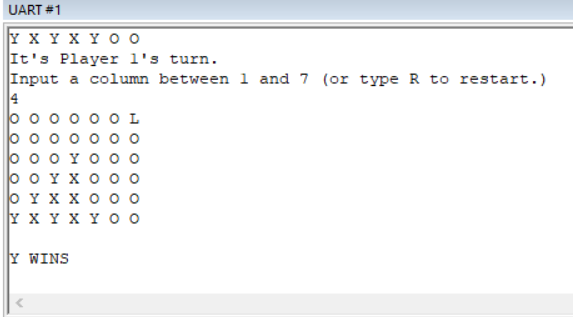 UART #1
Y X Y X Y O O
It's Player 1's turn.
Input a column between 1 and 7 (or type R to restart.)
4
O O O O O O L
O O O O O O O
O O O Y O O O
O O Y X O O O
O Y X X O O O
Y X Y X Y O O
Y WINS